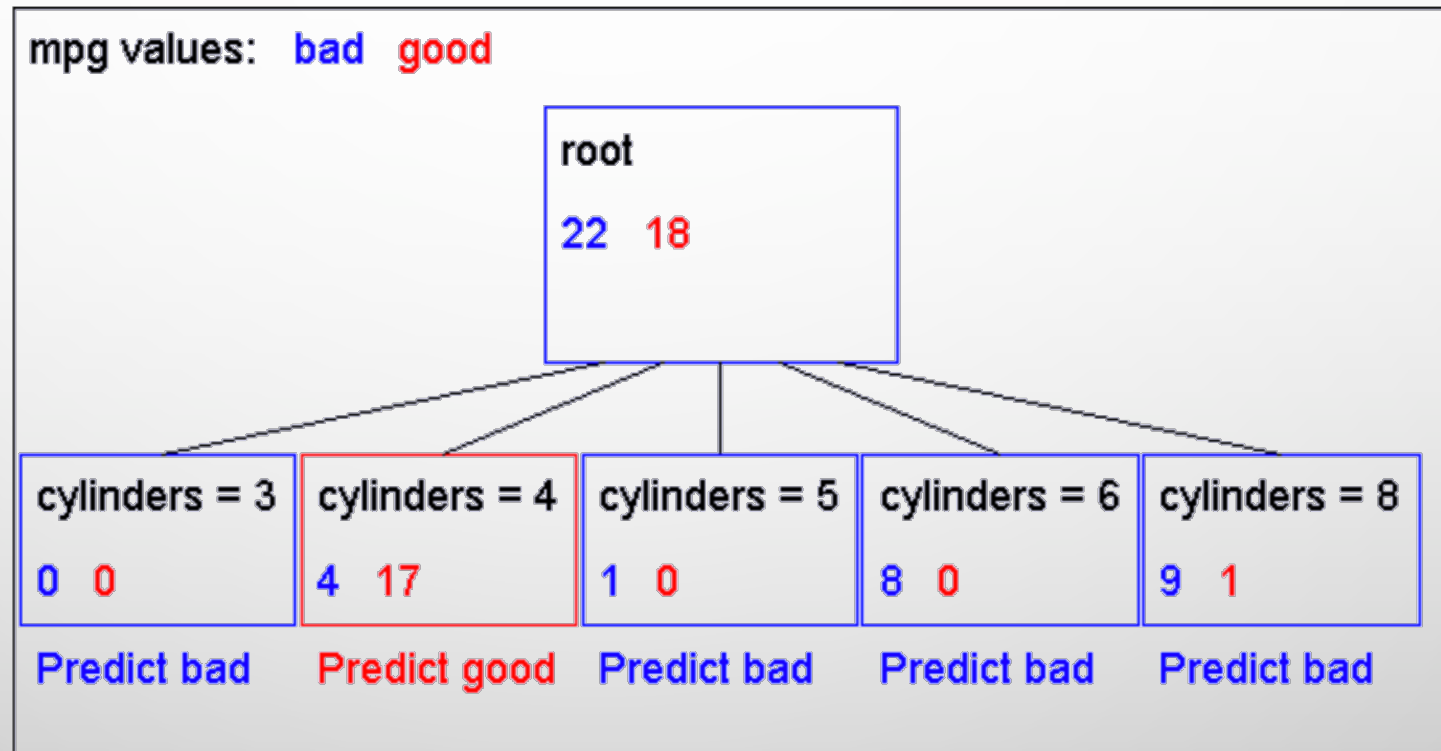 mpg values: bad good
root
22 18
cylinders = 3
0 0
Predict bad
cylinders = 4
4 17
Predict good
cylinders = 5
1 0
Predict bad
cylinders = 6
8 0
Predict bad
cylinders = 8
9 1
Predict bad